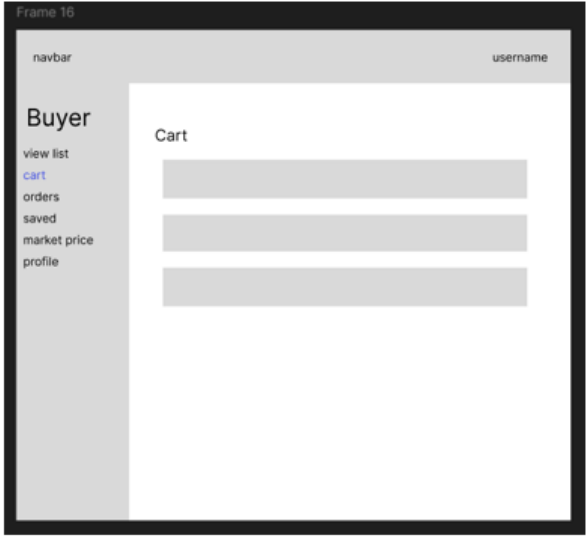 Frame 16
navbar
username
Buyer
view list
cart
orders
saved
market price
profile
Cart